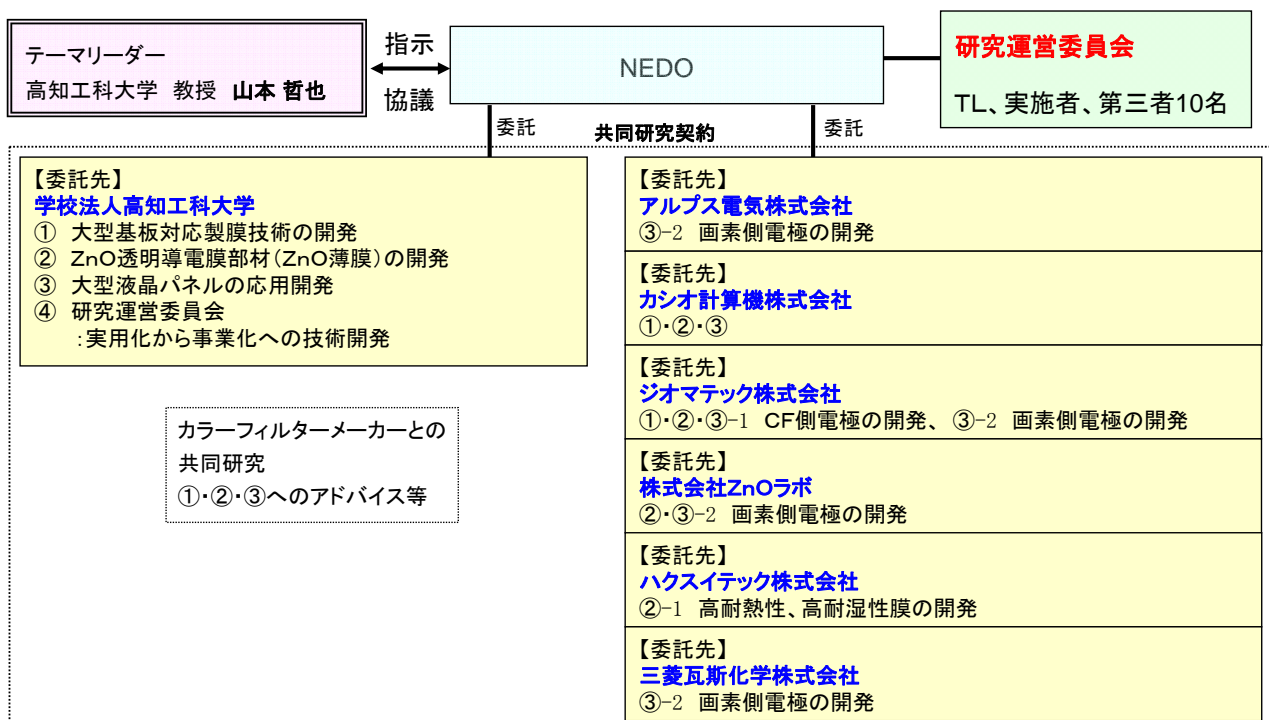 テーマリーダー
高知工科大学 教授 山本 哲也
指示
協議
NEDO
研究運営委員会
TL、実施者、第三者10名
委託
共同研究契約
委託
【委託先】
学校法人高知工科大学
① 大型基板対応製膜技術の開発
② ZnO透明導電膜部材(ZnO薄膜)の開発
③ 大型液晶パネルの応用開発
④ 研究運営委員会
:実用化から事業化への技術開発
カラーフィルターメーカーとの
共同研究
①・②・③へのアドバイス等
【委託先】
アルプス電気株式会社
③-2 画素側電極の開発
【委託先】
カシオ計算機株式会社
①・②・③
【委託先】
ジオマテック株式会社
①・②・③-1 CF側電極の開発、 ③-2 画素側電極の開発
【委託先】
株式会社ZnOラボ
②・③-2 画素側電極の開発
【委託先】
ハクスイテック株式会社
②-1 高耐熱性、高耐湿性膜の開発
【委託先】
三菱瓦斯化学株式会社
③-2 画素側電極の開発